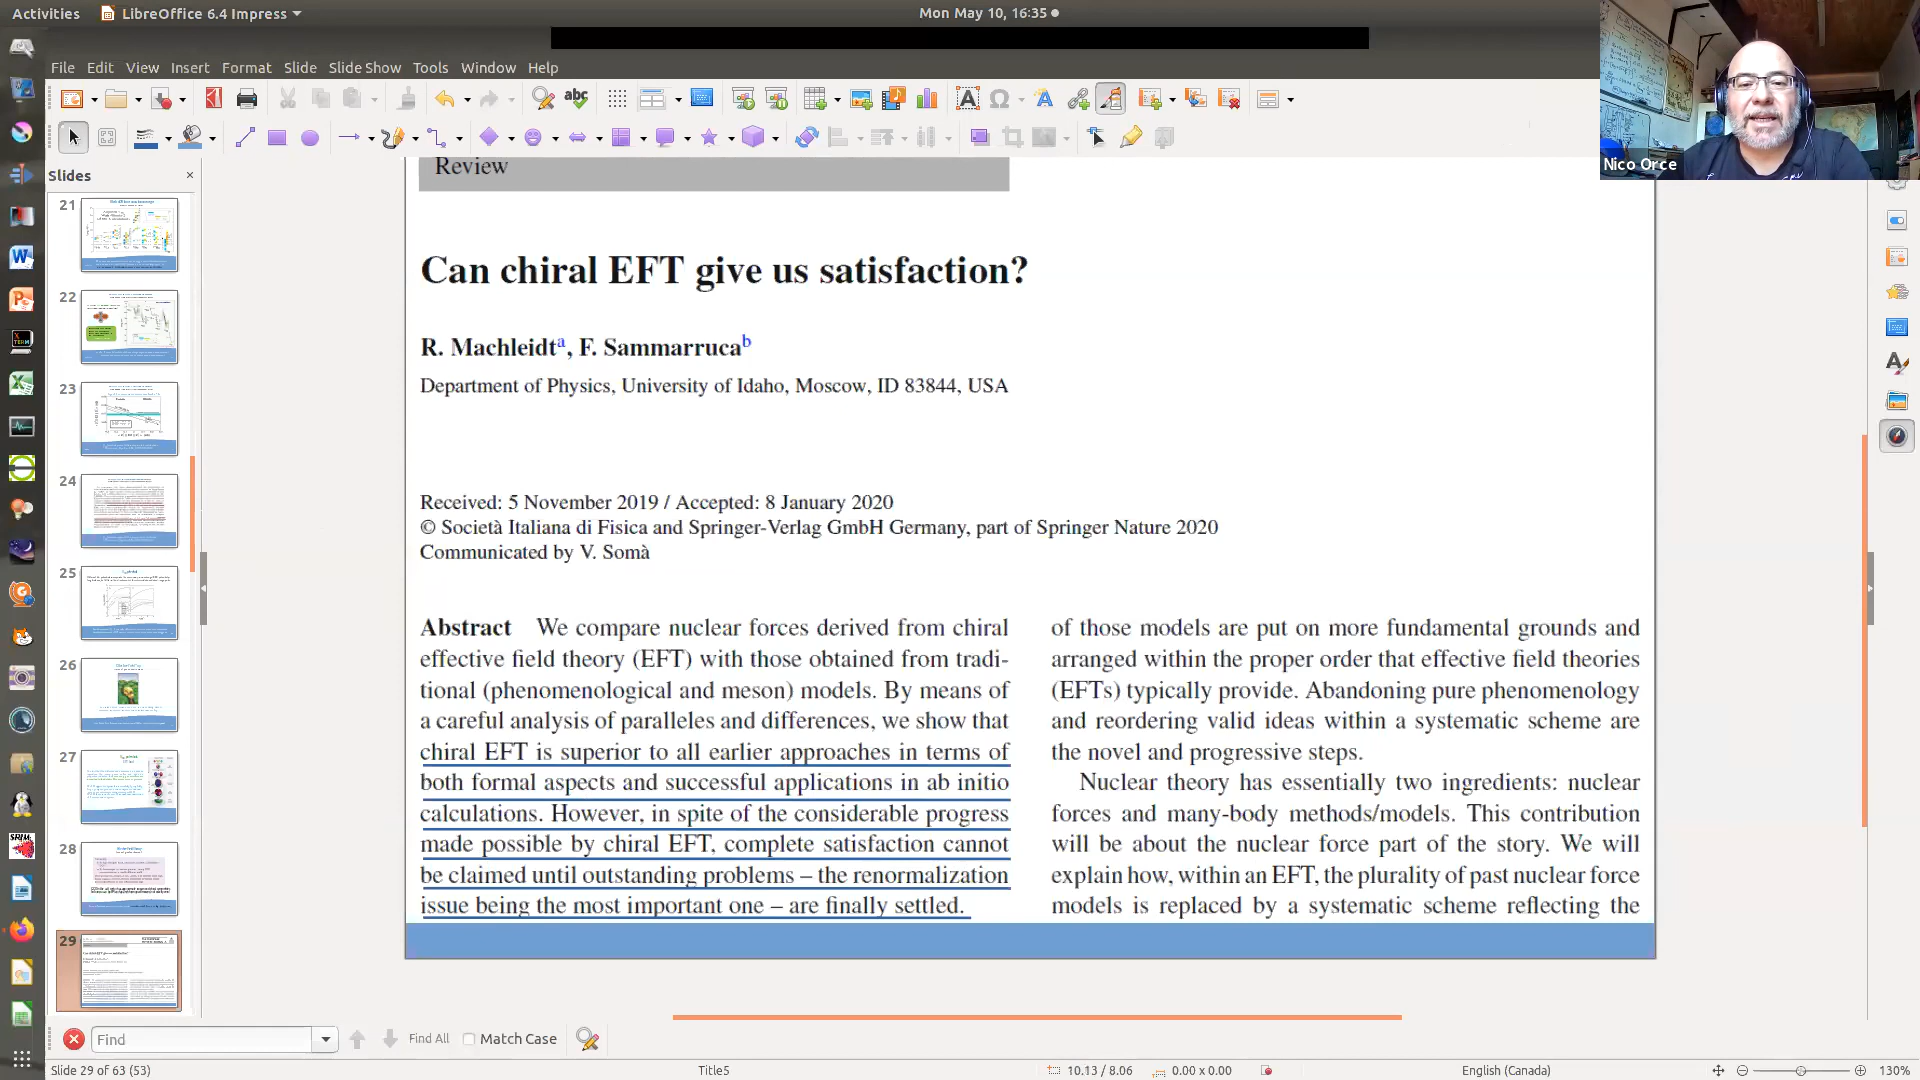 Activities
LibreOffice 6.4 Impress
Mon May 10, 16:35
File Edit View Insert Format Slide Slide Show Tools Window Help
Nico Orce
Slides
21
22
23
24
25
26
27
28
29
Review
Can chiral EFT give us satisfaction?
R. Machleidtᵃ, F. Sammarrucaᵇ
Department of Physics, University of Idaho, Moscow, ID 83844, USA
Received: 5 November 2019 / Accepted: 8 January 2020
© Società Italiana di Fisica and Springer-Verlag GmbH Germany, part of Springer Nature 2020
Communicated by V. Somà
Abstract We compare nuclear forces derived from chiral
effective field theory (EFT) with those obtained from tradi-
tional (phenomenological and meson) models. By means of
a careful analysis of paralleles and differences, we show that
chiral EFT is superior to all earlier approaches in terms of
both formal aspects and successful applications in ab initio
calculations. However, in spite of the considerable progress
made possible by chiral EFT, complete satisfaction cannot
be claimed until outstanding problems – the renormalization
issue being the most important one – are finally settled.
of those models are put on more fundamental grounds and
arranged within the proper order that effective field theories
(EFTs) typically provide. Abandoning pure phenomenology
and reordering valid ideas within a systematic scheme are
the novel and progressive steps.
Nuclear theory has essentially two ingredients: nuclear
forces and many-body methods/models. This contribution
will be about the nuclear force part of the story. We will
explain how, within an EFT, the plurality of past nuclear force
models is replaced by a systematic scheme reflecting the
Find
Find All
Match Case
Slide 29 of 63 (53)
Title5
10.13 / 8.06
0.00 x 0.00
English (Canada)
130%